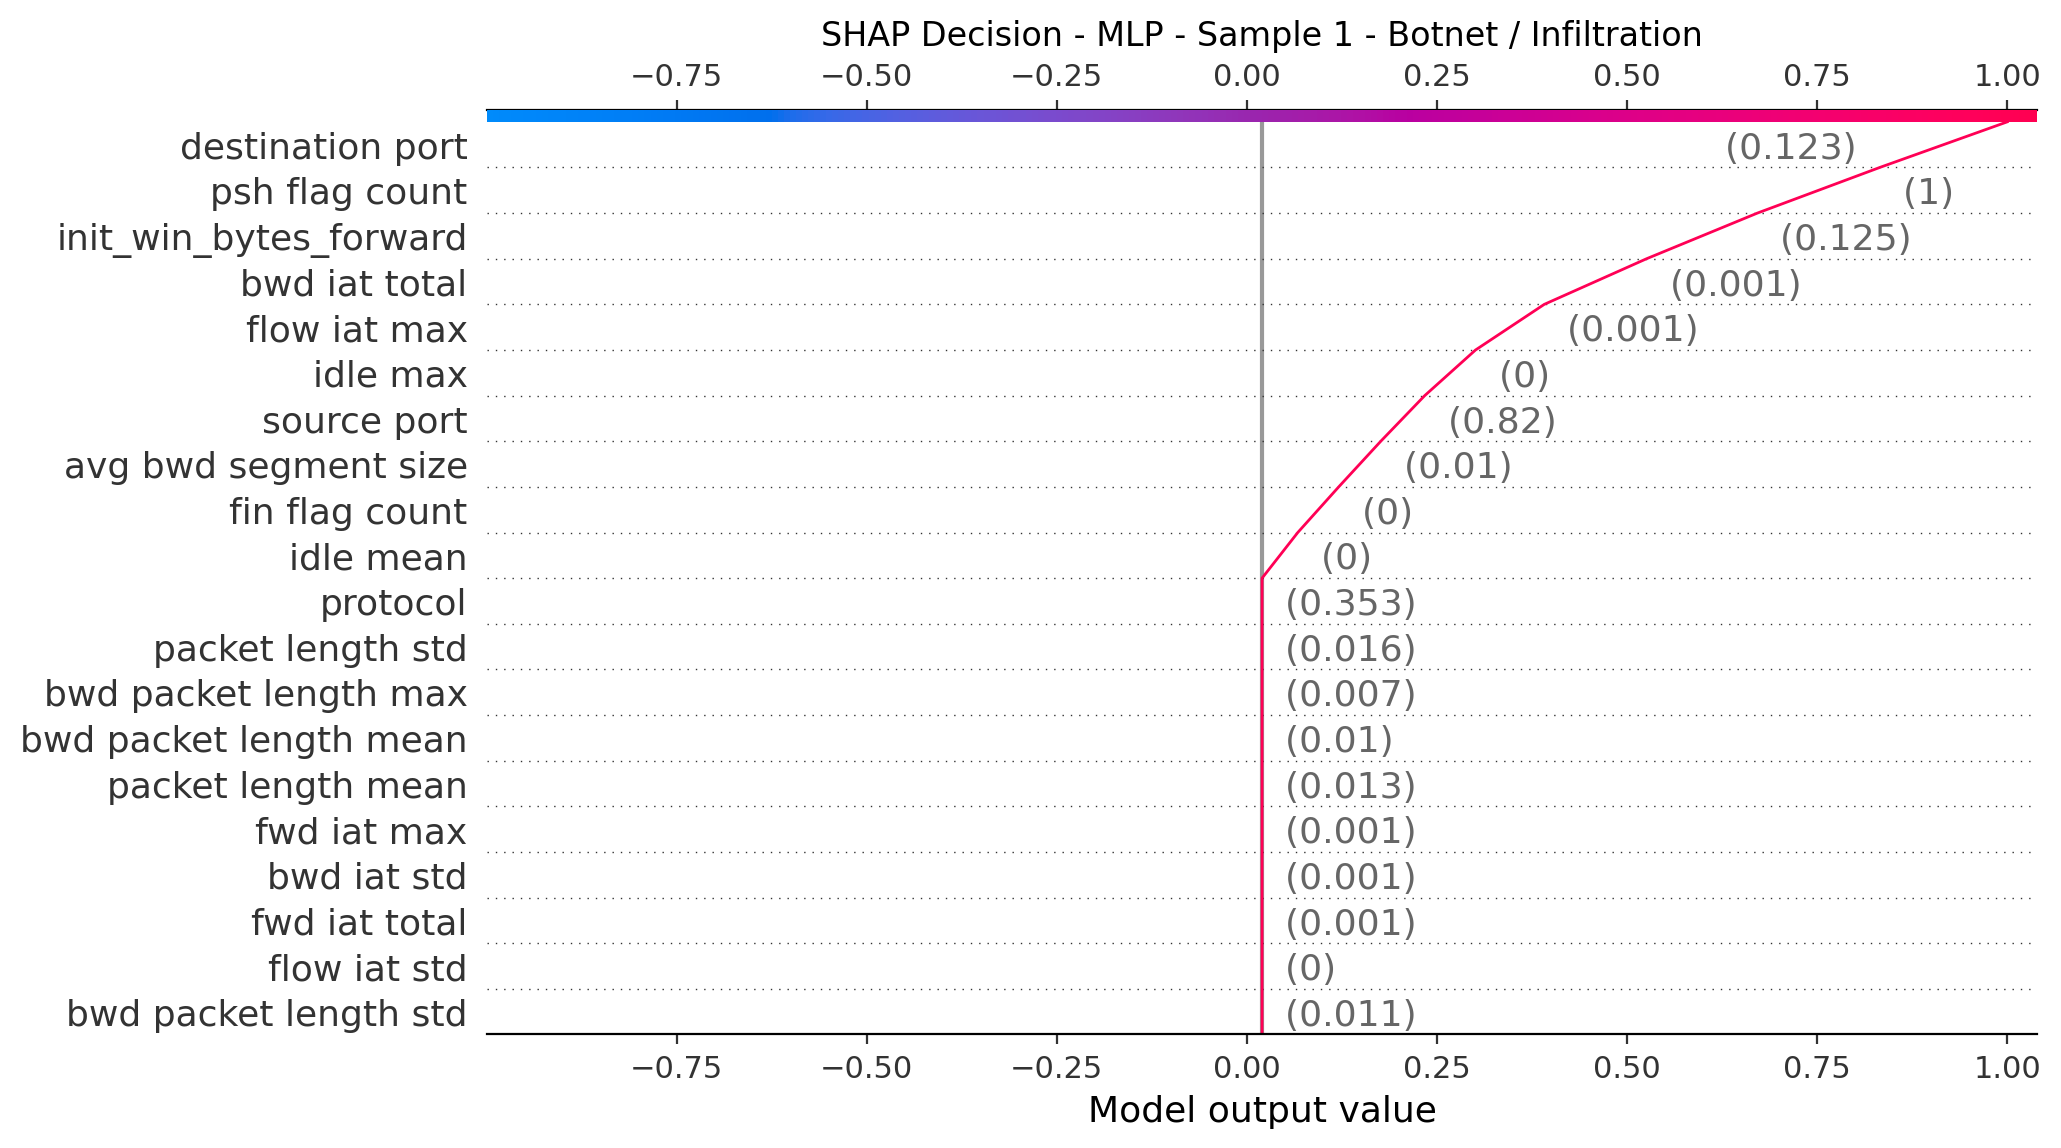 SHAP Decision - MLP - Sample 1 - Botnet / Infiltration
−0.75 −0.50 −0.25 0.00 0.25 0.50 0.75 1.00
destination port (0.123)
psh flag count (1)
init_win_bytes_forward (0.125)
bwd iat total (0.001)
flow iat max (0.001)
idle max (0)
source port (0.82)
avg bwd segment size (0.01)
fin flag count (0)
idle mean (0)
protocol (0.353)
packet length std (0.016)
bwd packet length max (0.007)
bwd packet length mean (0.01)
packet length mean (0.013)
fwd iat max (0.001)
bwd iat std (0.001)
fwd iat total (0.001)
flow iat std (0)
bwd packet length std (0.011)
−0.75 −0.50 −0.25 0.00 0.25 0.50 0.75 1.00
Model output value